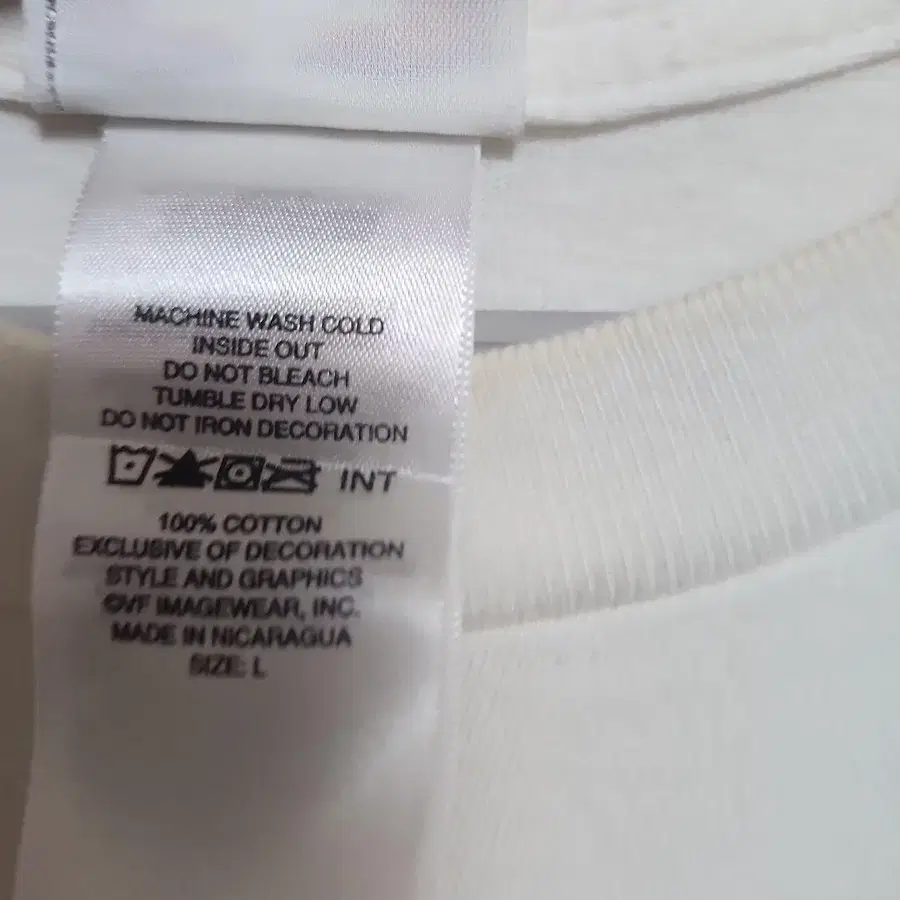 MACHINE WASH COLD
INSIDE OUT
DO NOT BLEACH
TUMBLE DRY LOW
DO NOT IRON DECORATION
INT
100% COTTON
EXCLUSIVE OF DECORATION
STYLE AND GRAPHICS
©VF IMAGEWEAR, INC.
MADE IN NICARAGUA
SIZE: L